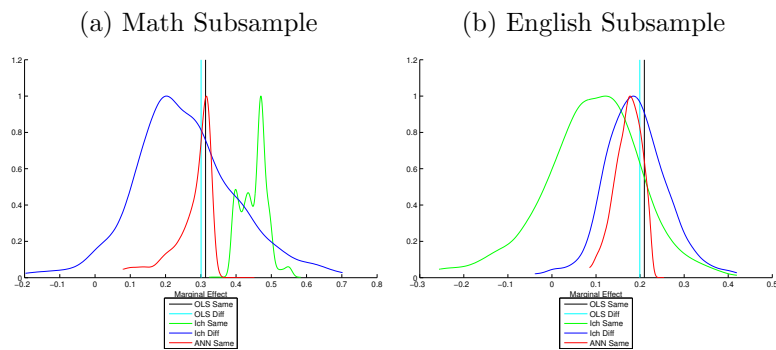 (a) Math Subsample
(b) English Subsample
1.2
1
0.8
0.6
0.4
0.2
0
−0.2 −0.1 0 0.1 0.2 0.3 0.4 0.5 0.6 0.7 0.8
Marginal Effect
OLS Same
OLS Diff
Ich Same
Ich Diff
ANN Same
1.2
1
0.8
0.6
0.4
0.2
0
−0.3 −0.2 −0.1 0 0.1 0.2 0.3 0.4 0.5
Marginal Effect
OLS Same
OLS Diff
Ich Same
Ich Diff
ANN Same